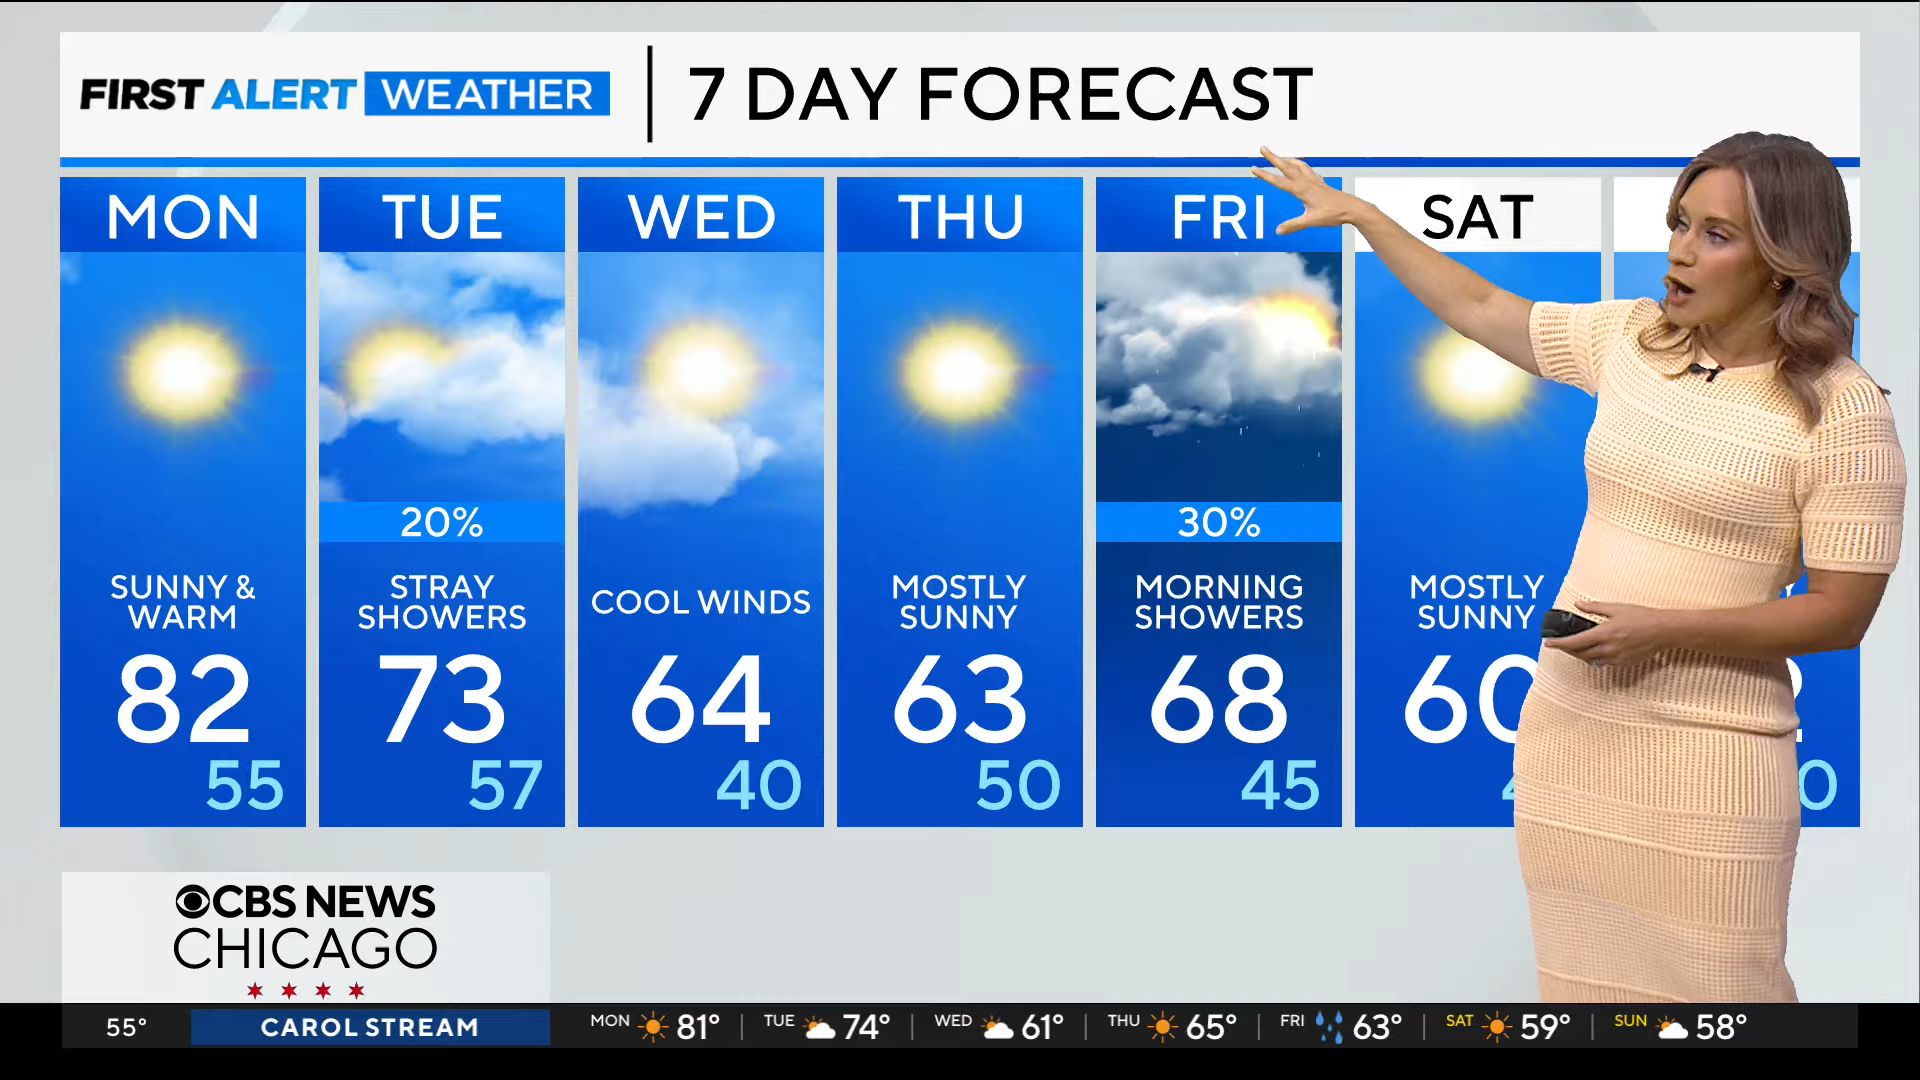 FIRST ALERT WEATHER
7 DAY FORECAST
MON
SUNNY &
WARM
82
55
TUE
20%
STRAY
SHOWERS
73
57
WED
COOL WINDS
64
40
THU
MOSTLY
SUNNY
63
50
FRI
30%
MORNING
SHOWERS
68
45
SAT
MOSTLY
SUNNY
60
CBS NEWS
CHICAGO
55° CAROL STREAM MON 81° TUE 74° WED 61° THU 65° FRI 63° SAT 59° SUN 58°